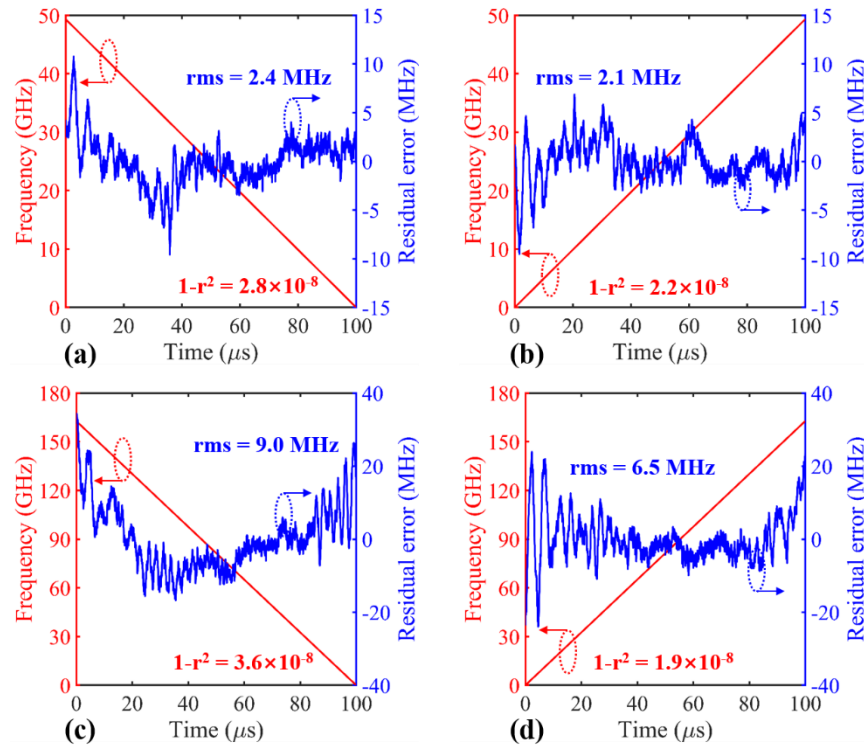 50
40
30
20
10
0
Frequency (GHz)
15
10
5
0
-5
-10
-15
Residual error (MHz)
rms = 2.4 MHz
1-r² = 2.8×10⁻⁸
0 20 40 60 80 100
Time (μs)
(a)
50
40
30
20
10
0
Frequency (GHz)
15
10
5
0
-5
-10
-15
Residual error (MHz)
rms = 2.1 MHz
1-r² = 2.2×10⁻⁸
0 20 40 60 80 100
Time (μs)
(b)
180
150
120
90
60
30
0
Frequency (GHz)
40
20
0
-20
-40
Residual error (MHz)
rms = 9.0 MHz
1-r² = 3.6×10⁻⁸
0 20 40 60 80 100
Time (μs)
(c)
180
150
120
90
60
30
0
Frequency (GHz)
40
20
0
-20
-40
Residual error (MHz)
rms = 6.5 MHz
1-r² = 1.9×10⁻⁸
0 20 40 60 80 100
Time (μs)
(d)